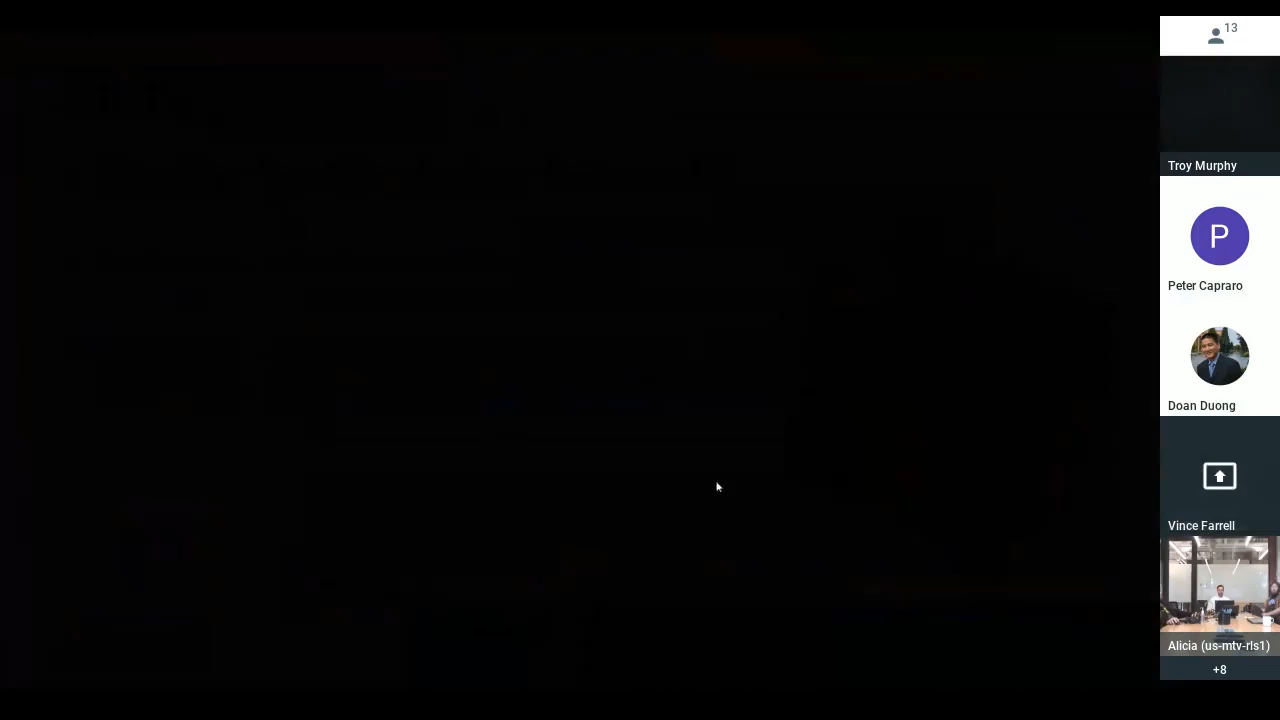 13
Troy Murphy
P
Peter Capraro
Doan Duong
Vince Farrell
Alicia (us-mtv-rls1)
+8